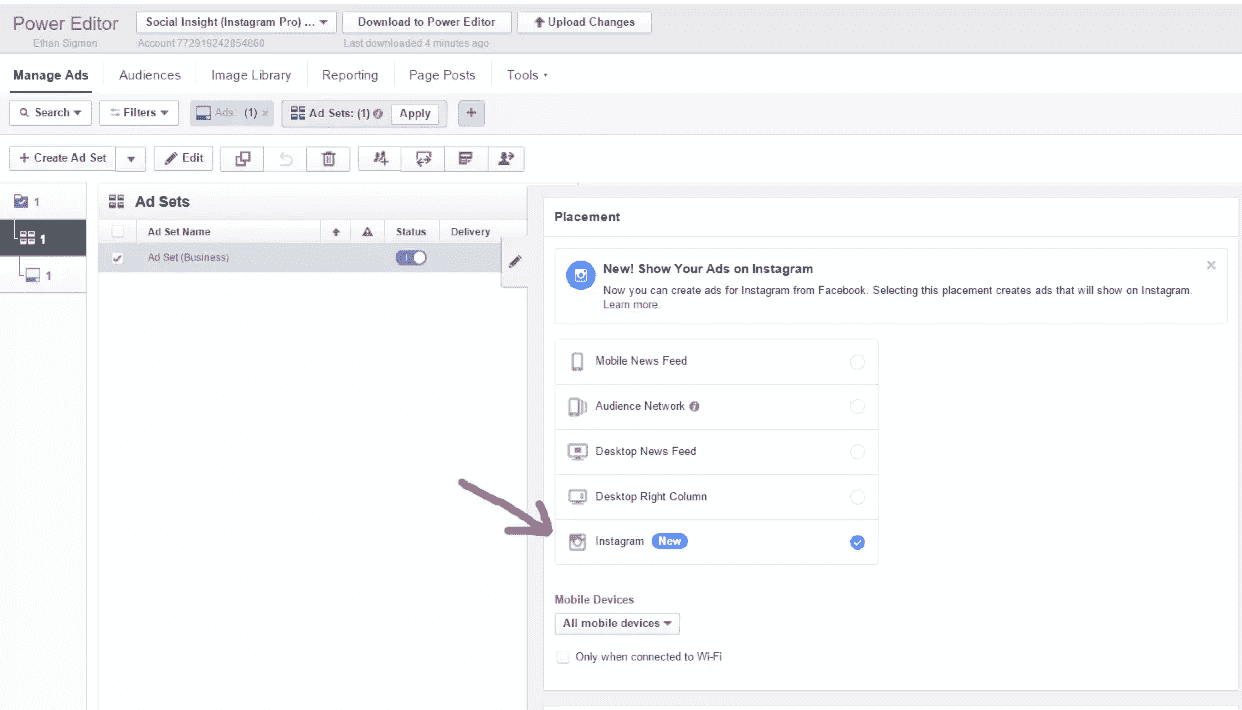 Power Editor
Ethan Sigmon
Social Insight (Instagram Pro) ...
Account 772919242854860
Download to Power Editor
Last downloaded 4 minutes ago
Upload Changes
Manage Ads
Audiences
Image Library
Reporting
Page Posts
Tools
Search
Filters
Ads: (1) ×
Ad Sets: (1)
Apply
+
+ Create Ad Set
Edit
1
1
1
Ad Sets
Ad Set Name
Status
Delivery
Ad Set (Business)
Placement
New! Show Your Ads on Instagram
Now you can create ads for Instagram from Facebook. Selecting this placement creates ads that will show on Instagram.
Learn more.
Mobile News Feed
Audience Network
Desktop News Feed
Desktop Right Column
Instagram New
Mobile Devices
All mobile devices
Only when connected to Wi-Fi